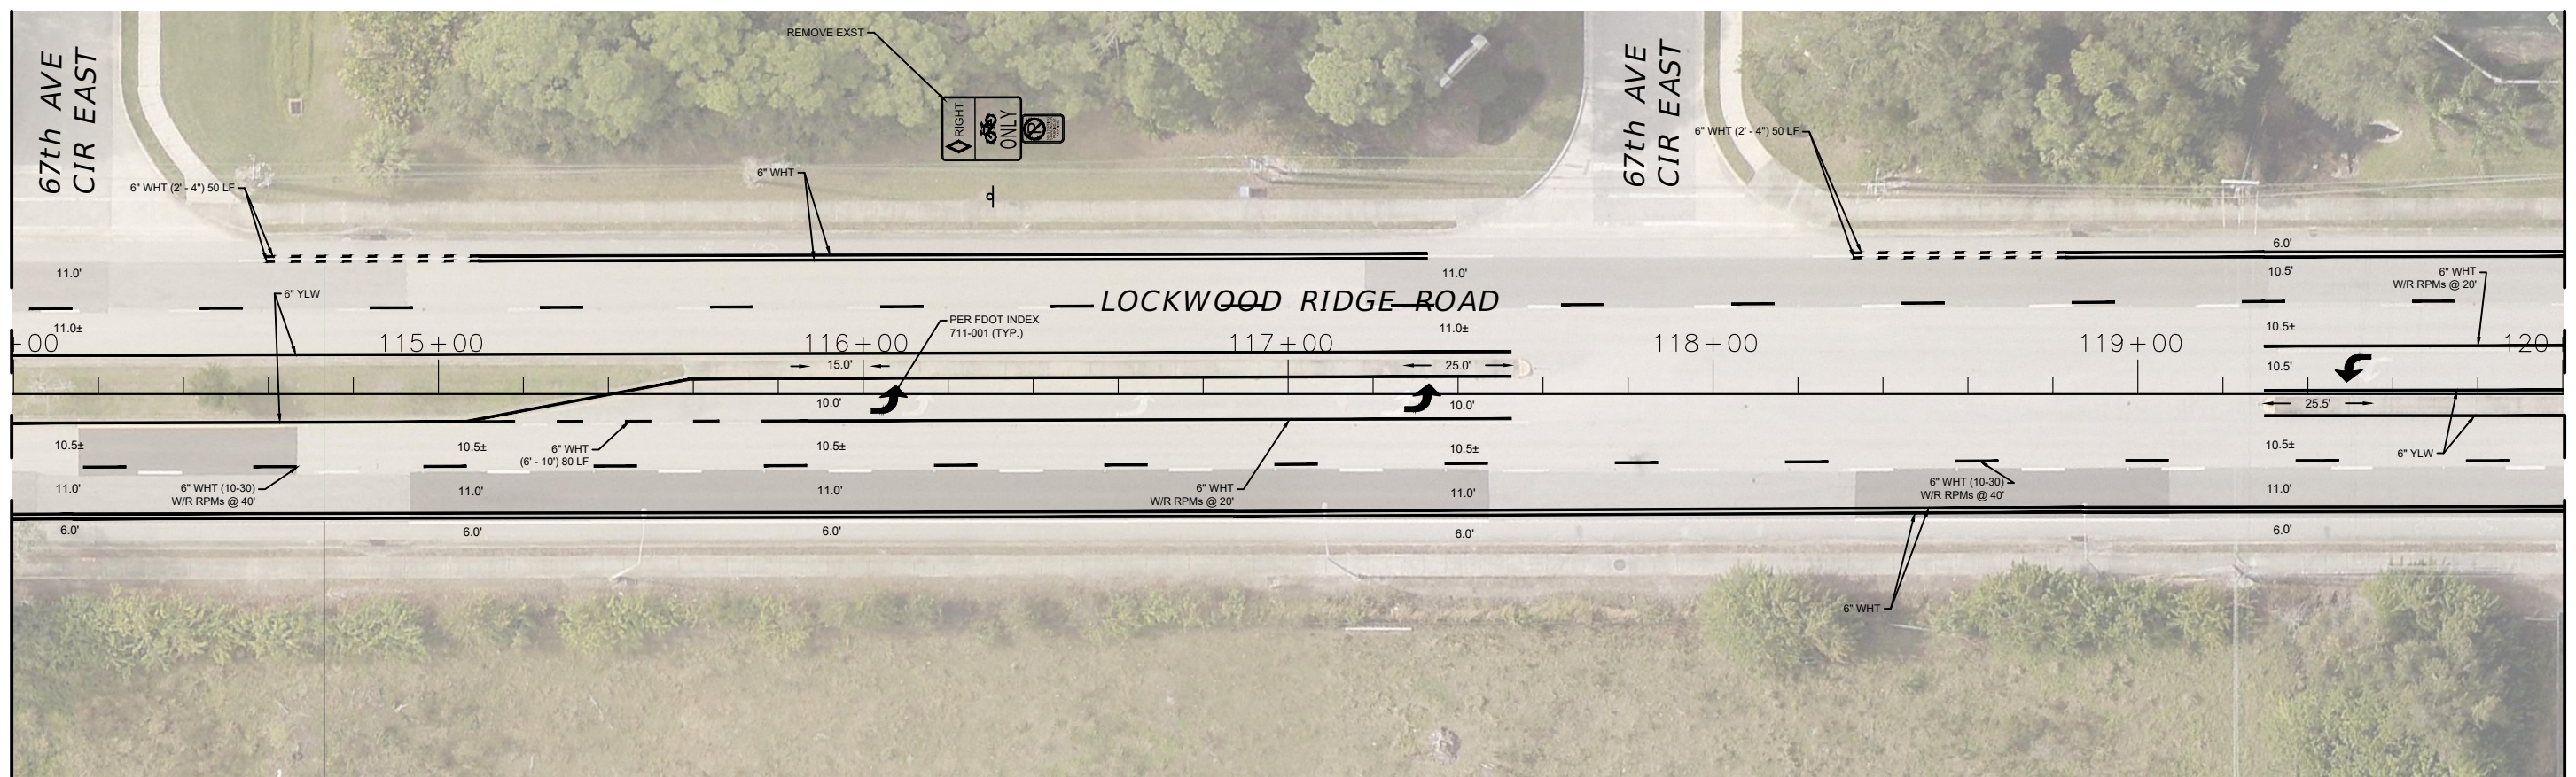 67th AVE
CIR EAST
REMOVE EXST
RIGHT
ONLY
67th AVE
CIR EAST
6" WHT (2' - 4") 50 LF
6" WHT
6" WHT (2' - 4") 50 LF
6.0'
11.0'
11.0'
10.5'
6" WHT
W/R RPMs @ 20'
6" YLW
LOCKWOOD RIDGE ROAD
PER FDOT INDEX
711-001 (TYP.)
11.0±
11.0±
10.5±
+00
115+00
116+00
117+00
118+00
119+00
120
15.0'
25.0'
10.5'
10.0'
10.0'
25.5'
10.5±
10.5±
10.5±
10.5±
10.5±
6" WHT
(6' - 10') 80 LF
6" YLW
11.0'
11.0'
11.0'
11.0'
11.0'
6" WHT (10-30)
W/R RPMs @ 40'
6" WHT
W/R RPMs @ 20'
6" WHT (10-30)
W/R RPMs @ 40'
6.0'
6.0'
6.0'
6.0'
6.0'
6" WHT